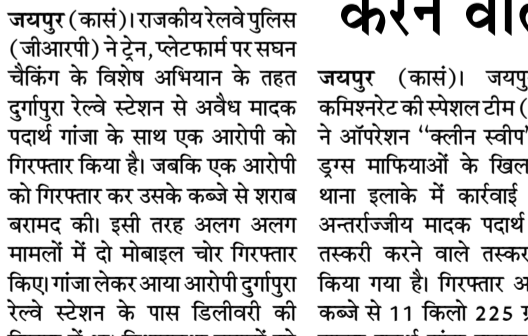 जयपुर (कासं)। राजकीय रेलवे पुलिस
(जीआरपी) ने ट्रेन, प्लेटफार्म पर सघन
चैकिंग के विशेष अभियान के तहत
दुर्गापुरा रेल्वे स्टेशन से अवैध मादक
पदार्थ गांजा के साथ एक आरोपी को
गिरफ्तार किया है। जबकि एक आरोपी
को गिरफ्तार कर उसके कब्जे से शराब
बरामद की। इसी तरह अलग अलग
मामलों में दो मोबाइल चोर गिरफ्तार
किए। गांजा लेकर आया आरोपी दुर्गापुरा
रेल्वे स्टेशन के पास डिलीवरी की
करने
जयपुर (कासं)।
कमिश्नरेट की स्पेशल टीम (
ने ऑपरेशन “क्लीन स्वीप”
ड्रग्स माफियाओं के
थाना इलाके में कार्रवाई
अन्तर्राज्जीय मादक पदार्थ
तस्करी करने वाले तस्कर
किया गया है। गिरफ्तार
कब्जे से 11 किलो 225